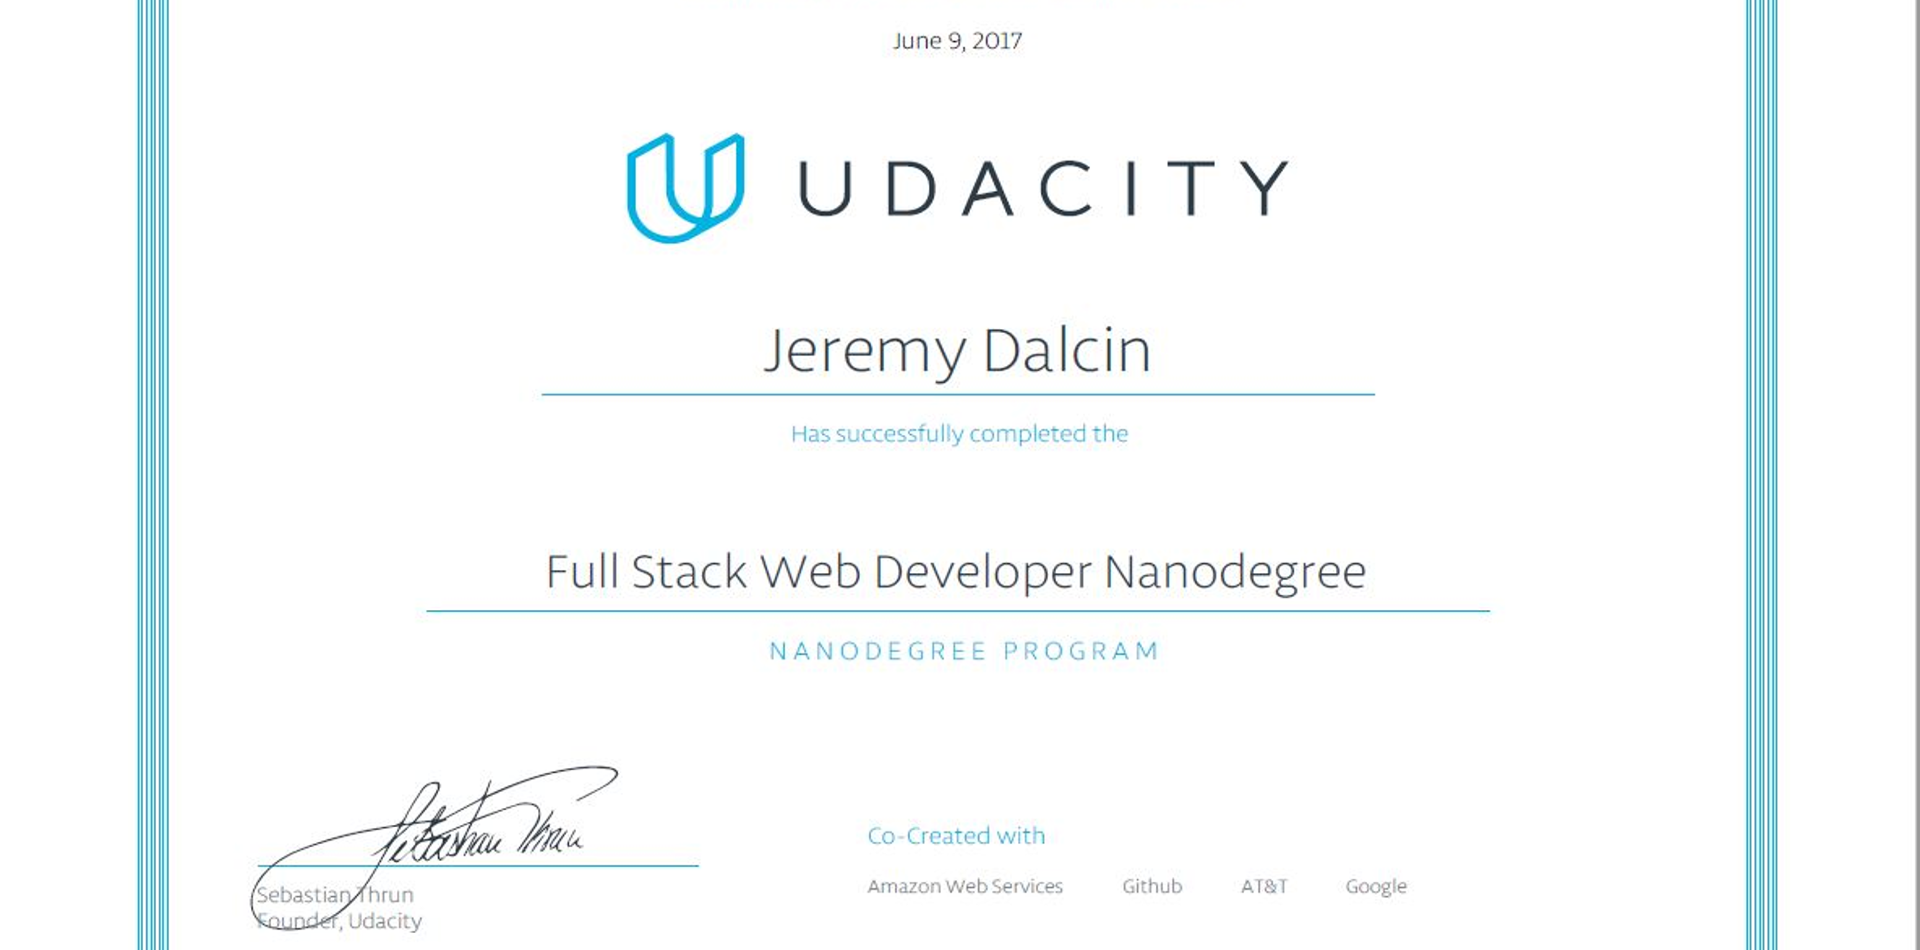 June 9, 2017
UDACITY
Jeremy Dalcin
Has successfully completed the
Full Stack Web Developer Nanodegree
NANODEGREE PROGRAM
Sebastian Thrun
Sebastian Thrun
Founder, Udacity
Co-Created with
Amazon Web Services Github AT&T Google